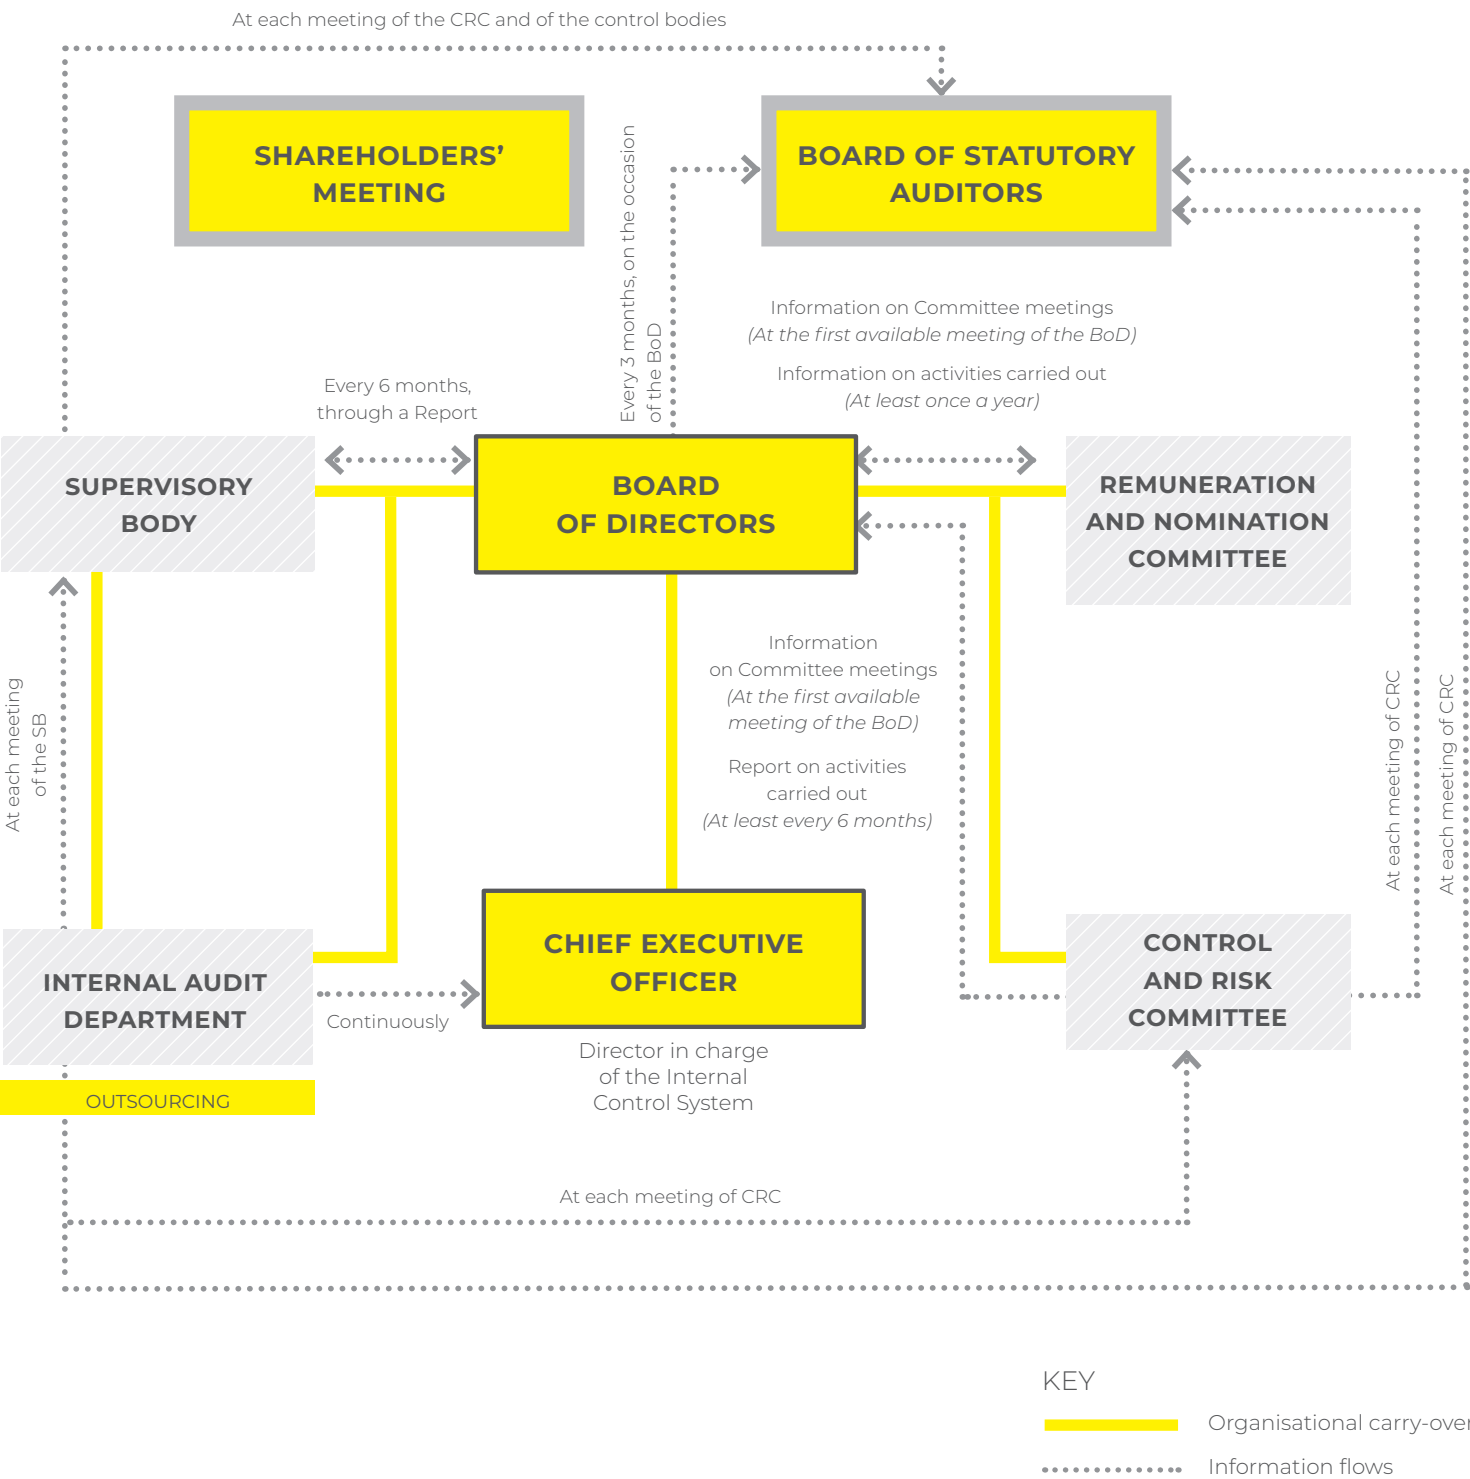 At each meeting of the CRC and of the control bodies
SHAREHOLDERS’
MEETING
BOARD OF STATUTORY
AUDITORS
Every 3 months, on the occasion
of the BoD
Information on Committee meetings
(At the first available meeting of the BoD)
Information on activities carried out
(At least once a year)
Every 6 months,
through a Report
SUPERVISORY
BODY
BOARD
OF DIRECTORS
REMUNERATION
AND NOMINATION
COMMITTEE
At each meeting
of the SB
Information
on Committee meetings
(At the first available
meeting of the BoD)
Report on activities
carried out
(At least every 6 months)
At each meeting of CRC
At each meeting of CRC
INTERNAL AUDIT
DEPARTMENT
Continuously
CHIEF EXECUTIVE
OFFICER
CONTROL
AND RISK
COMMITTEE
Director in charge
of the Internal
Control System
OUTSOURCING
At each meeting of CRC
KEY
Organisational carry-over
Information flows